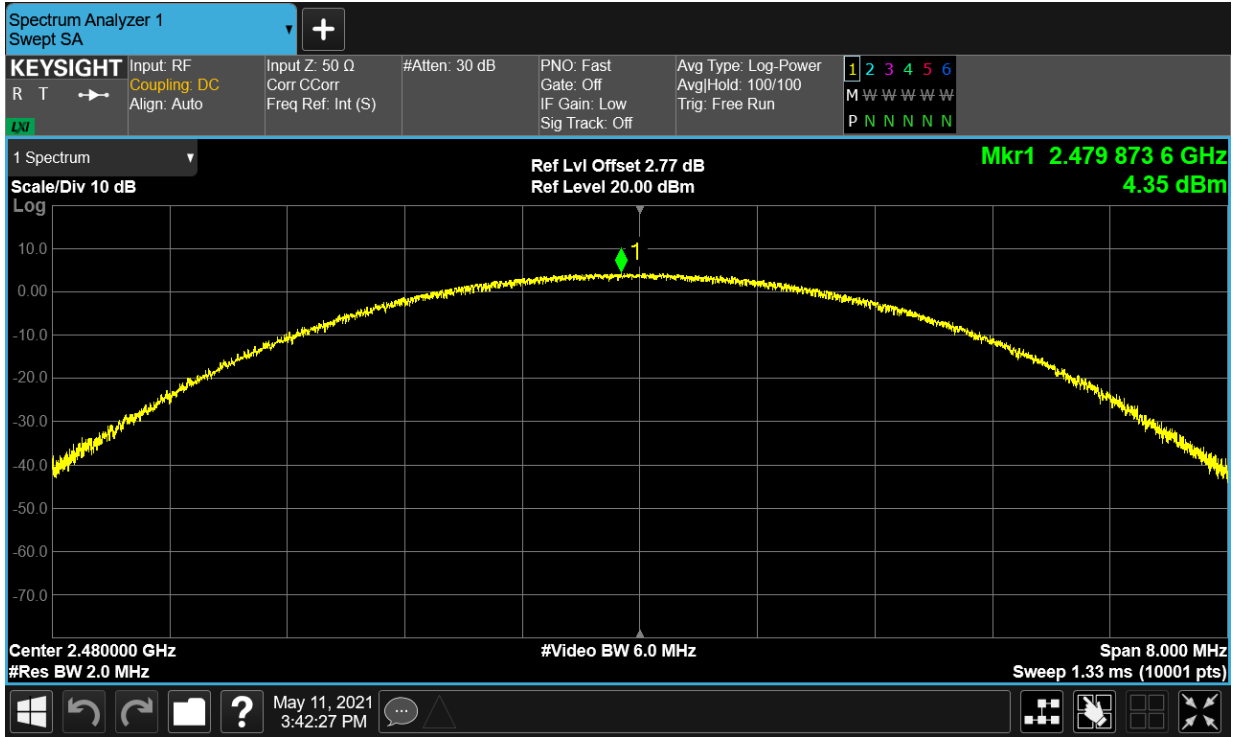 Spectrum Analyzer 1
Swept SA
KEYSIGHT
R T
LXI
Input: RF
Coupling: DC
Align: Auto
Input Z: 50 Ω
Corr CCorr
Freq Ref: Int (S)
#Atten: 30 dB
PNO: Fast
Gate: Off
IF Gain: Low
Sig Track: Off
Avg Type: Log-Power
Avg|Hold: 100/100
Trig: Free Run
1 2 3 4 5 6
M W W W W W
P N N N N N
1 Spectrum
Scale/Div 10 dB
Log
Ref Lvl Offset 2.77 dB
Ref Level 20.00 dBm
Mkr1 2.479 873 6 GHz
4.35 dBm
1
10.0
0.00
-10.0
-20.0
-30.0
-40.0
-50.0
-60.0
-70.0
Center 2.480000 GHz
#Res BW 2.0 MHz
#Video BW 6.0 MHz
Span 8.000 MHz
Sweep 1.33 ms (10001 pts)
?
May 11, 2021
3:42:27 PM